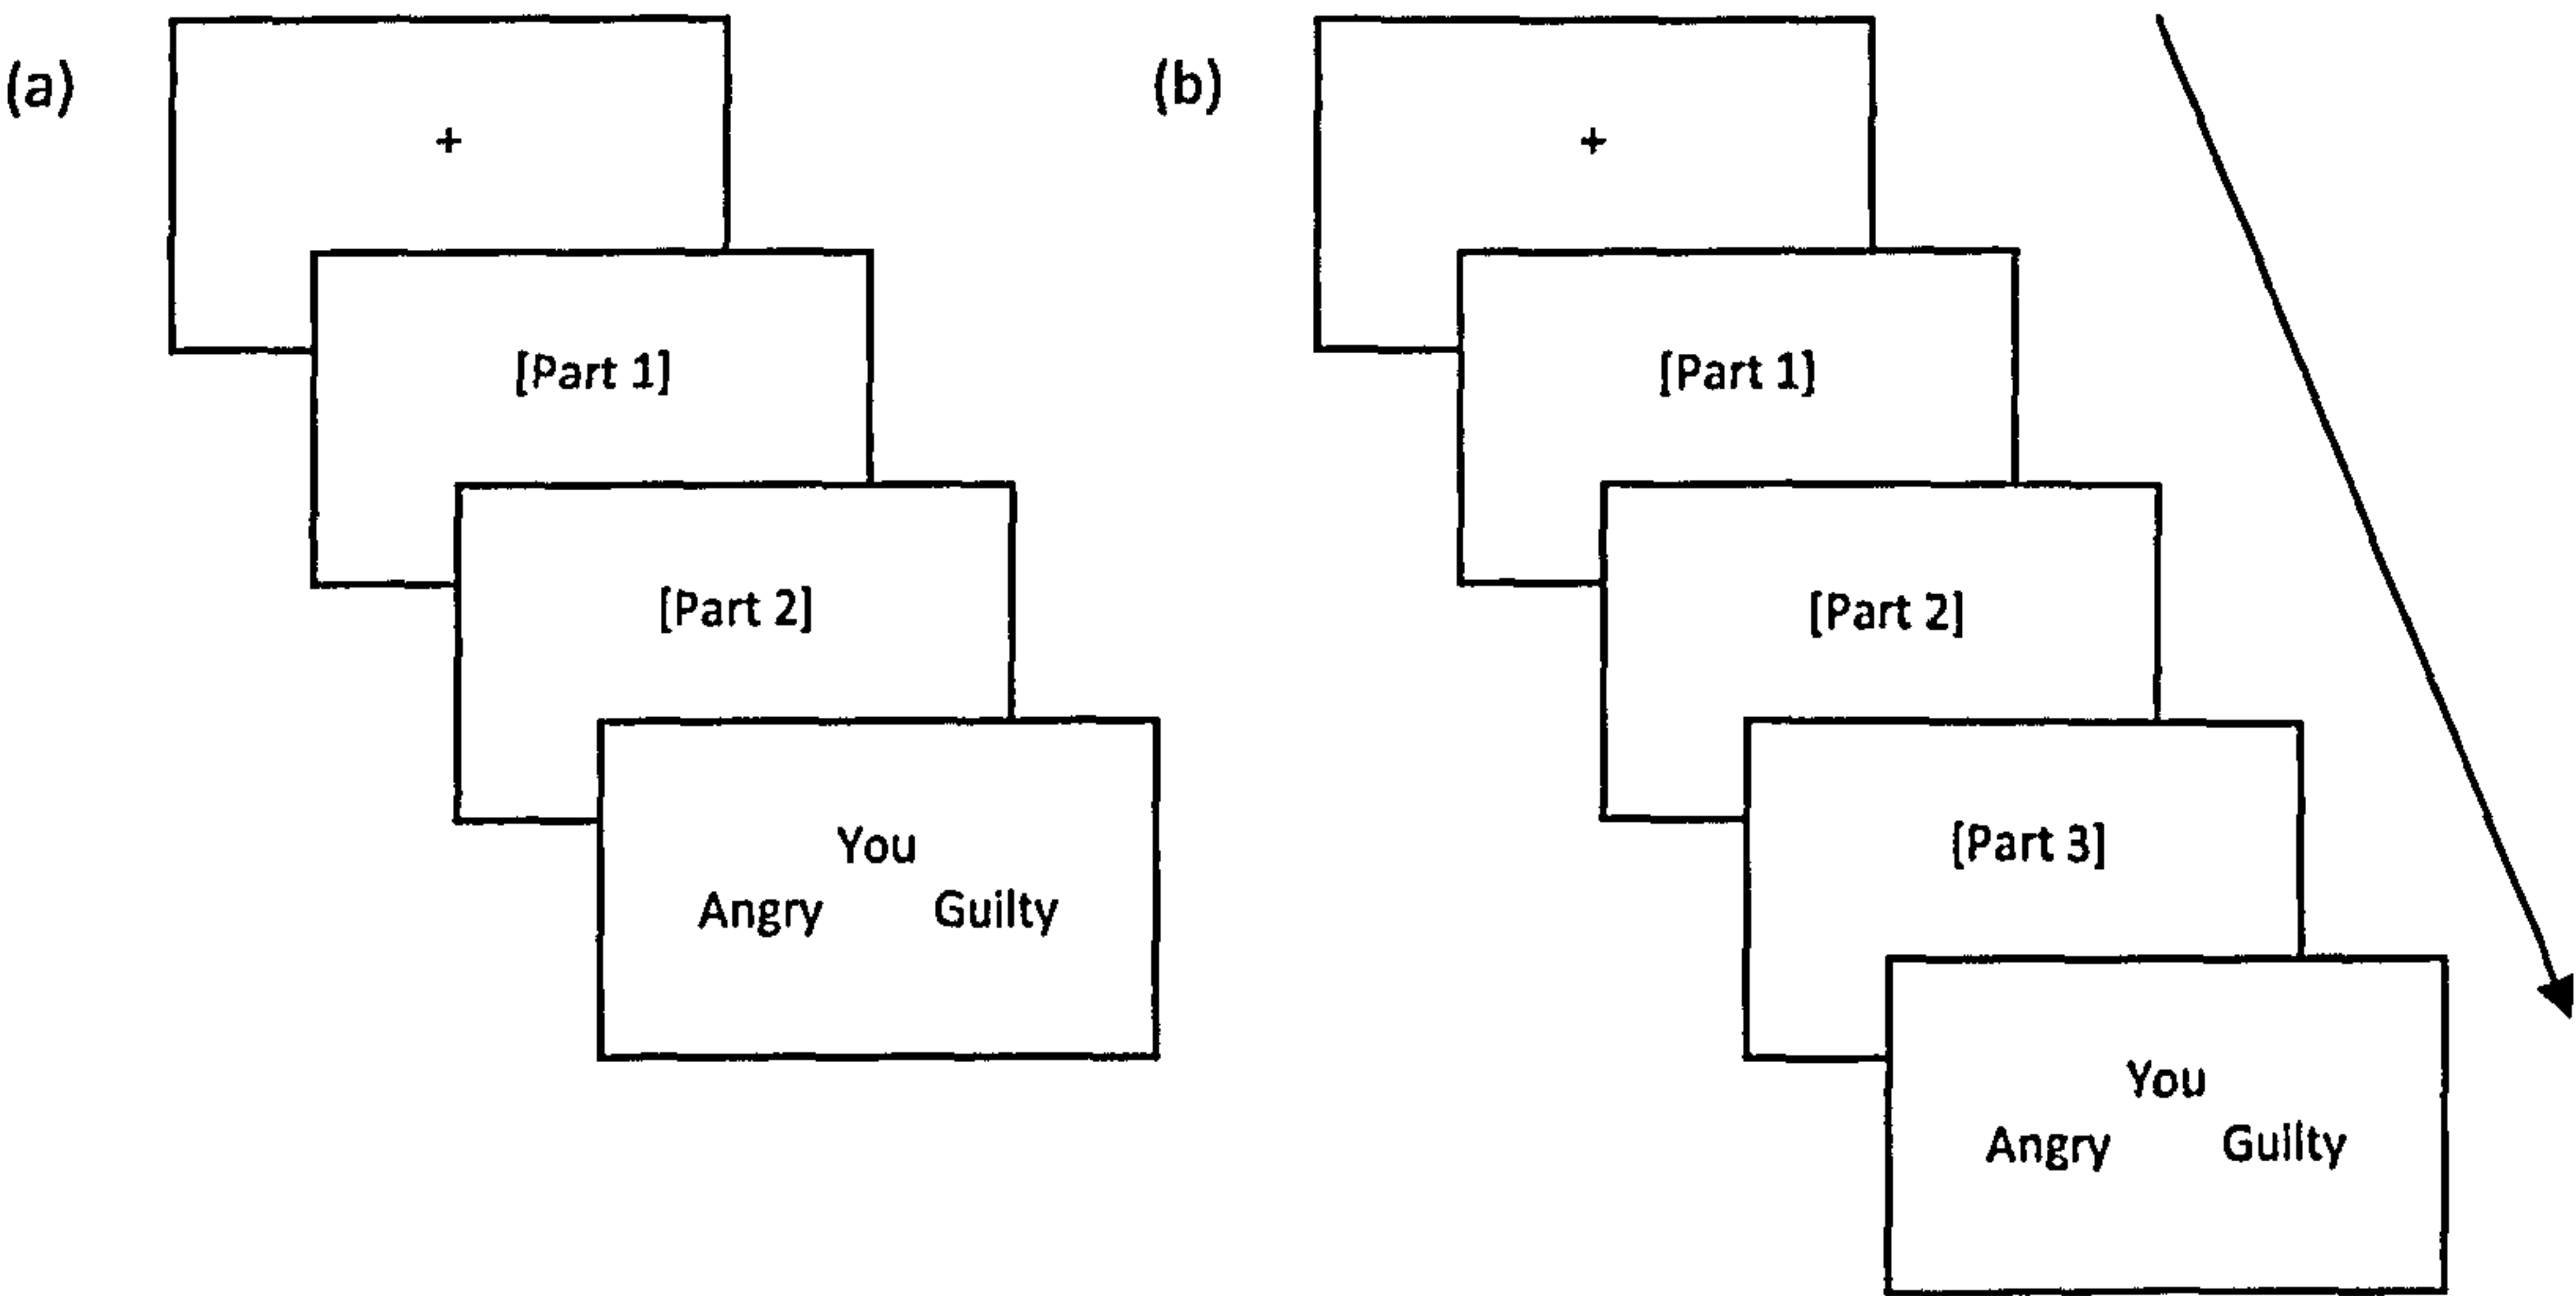 (a)
+
[Part 1]
[Part 2]
You
Angry Guilty
(b)
+
[Part 1]
[Part 2]
[Part 3]
You
Angry Guilty